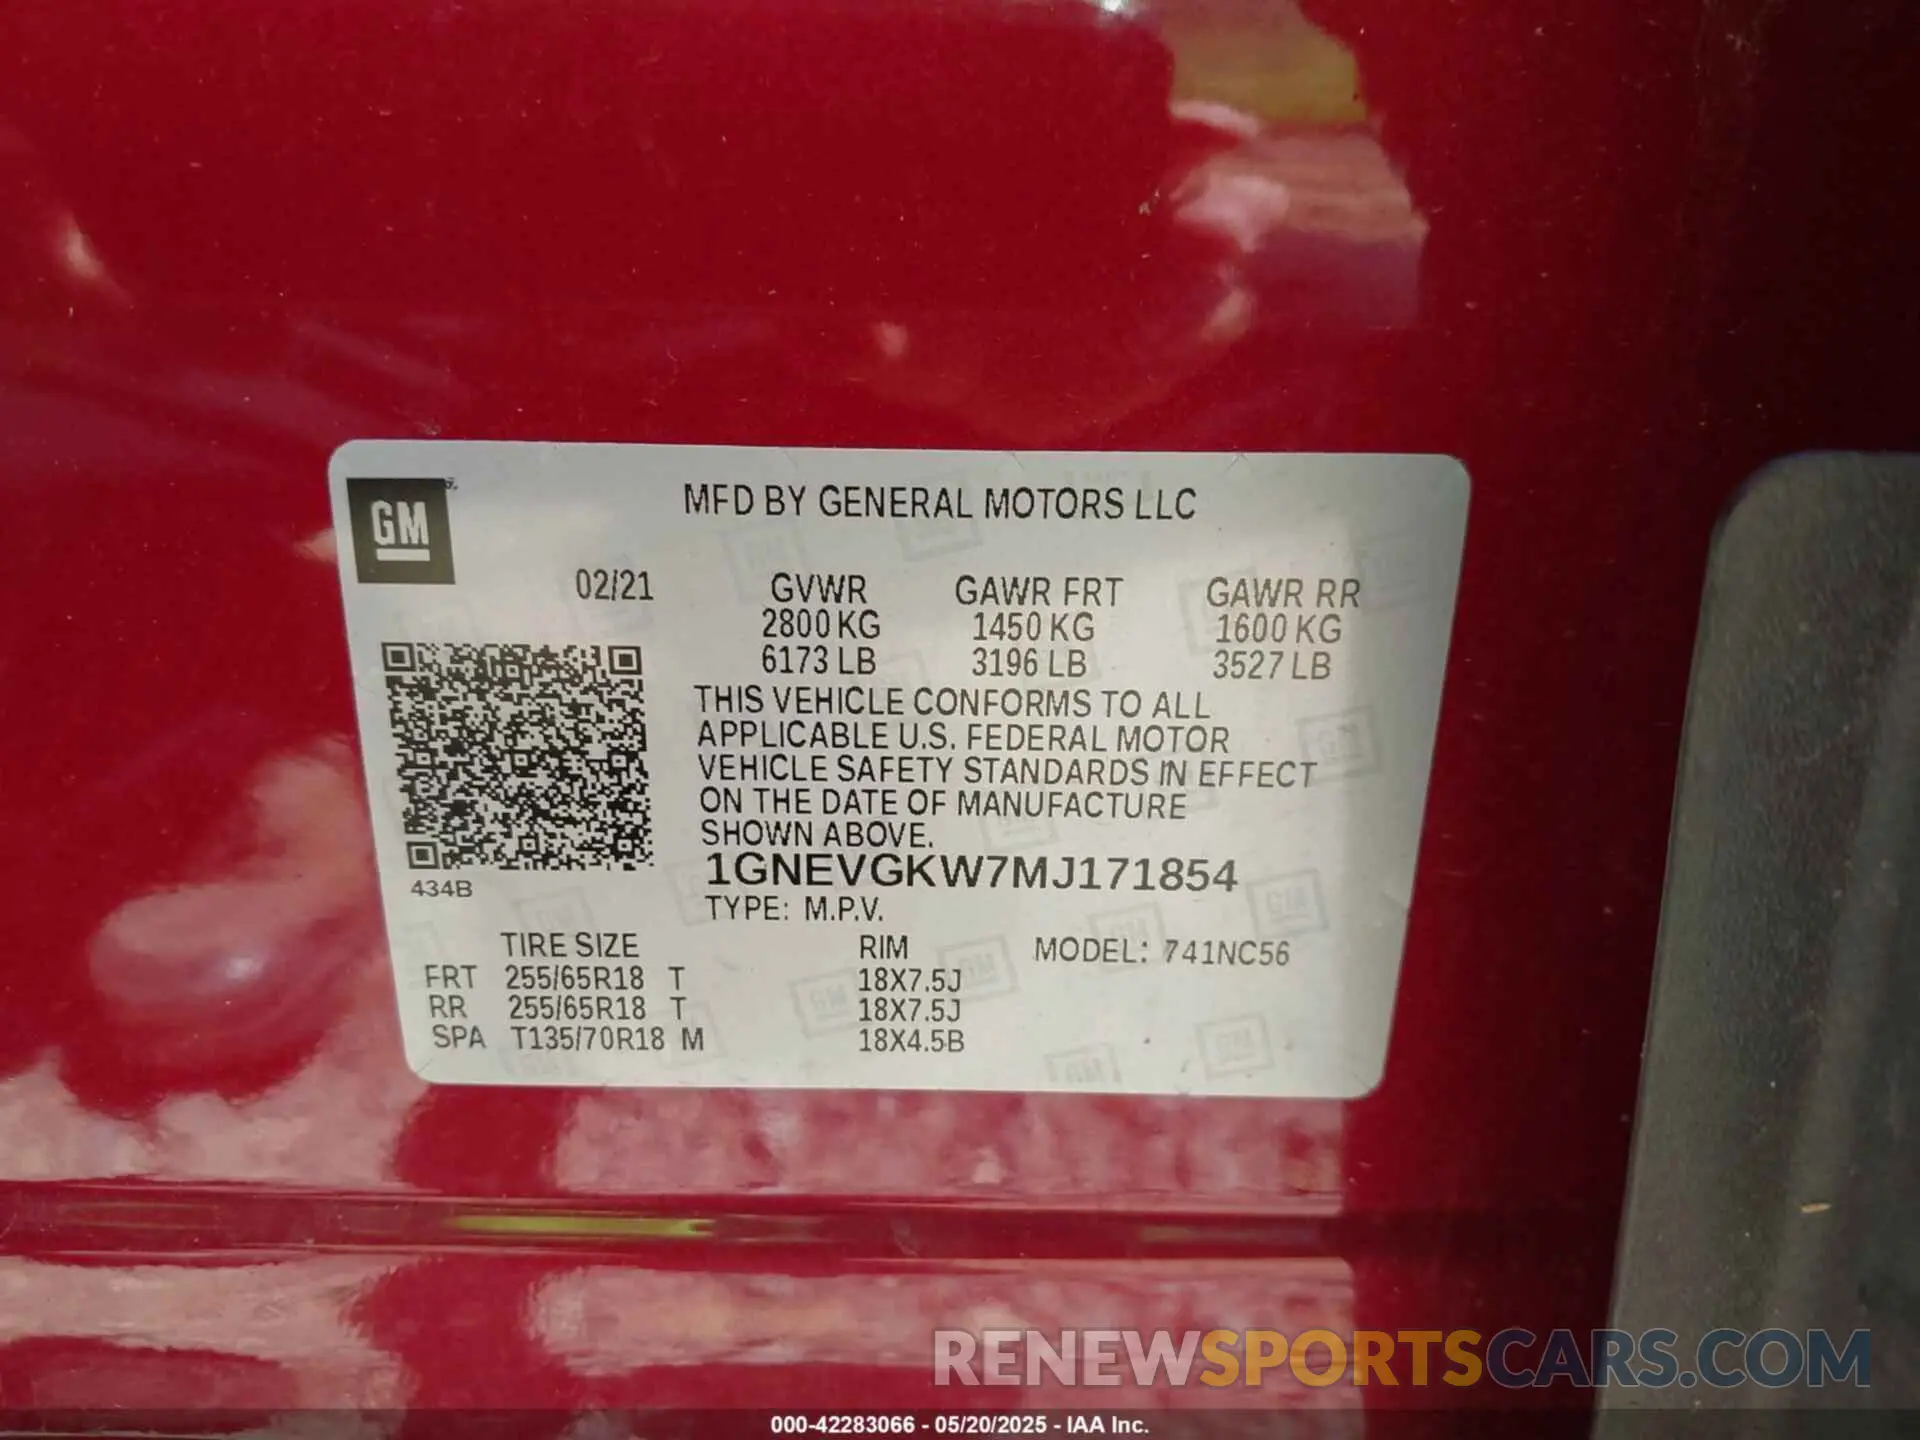 GM
MFD BY GENERAL MOTORS LLC
02/21 GVWR GAWR FRT GAWR RR
2800 KG 1450 KG 1600 KG
6173 LB 3196 LB 3527 LB
THIS VEHICLE CONFORMS TO ALL
APPLICABLE U.S. FEDERAL MOTOR
VEHICLE SAFETY STANDARDS IN EFFECT
ON THE DATE OF MANUFACTURE
SHOWN ABOVE.
1GNEVGKW7MJ171854
434B
TYPE: M.P.V.
TIRE SIZE RIM MODEL: 741NC56
FRT 255/65R18 T 18X7.5J
RR 255/65R18 T 18X7.5J
SPA T135/70R18 M 18X4.5B
RENEWSPORTSCARS.COM
000-42283066 - 05/20/2025 - IAA Inc.